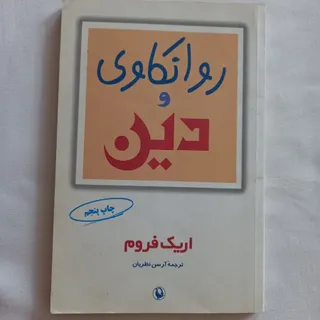 روانکاوی
و
دین
چاپ پنجم
اریک فروم
ترجمهٔ آرسن نظریان